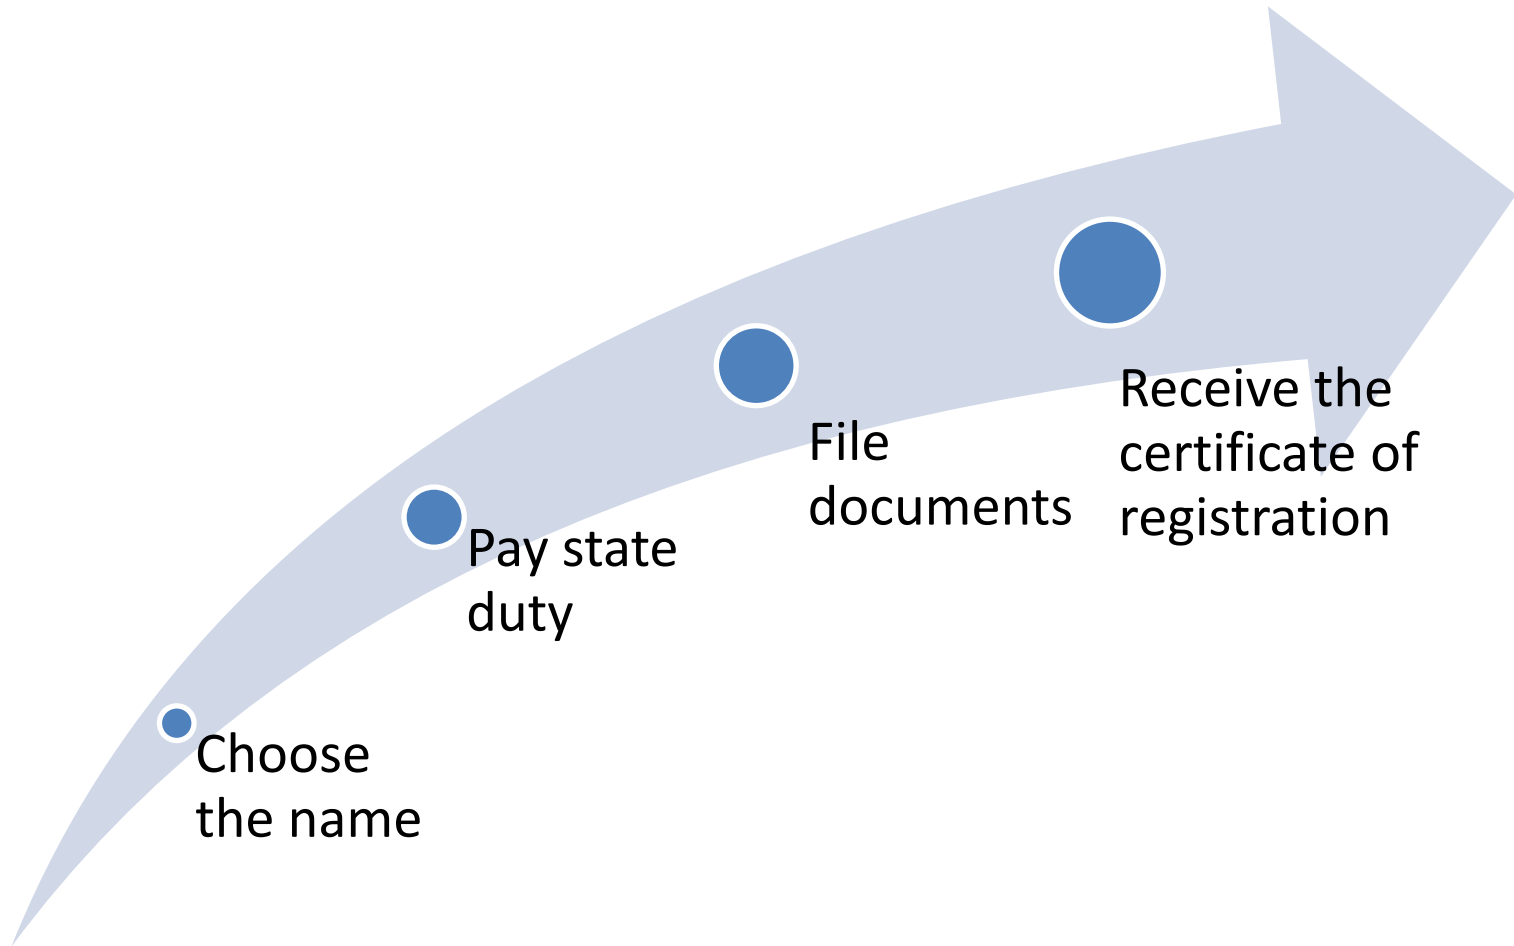 Choose
the name
Pay state
duty
File
documents
Receive the
certificate of
registration